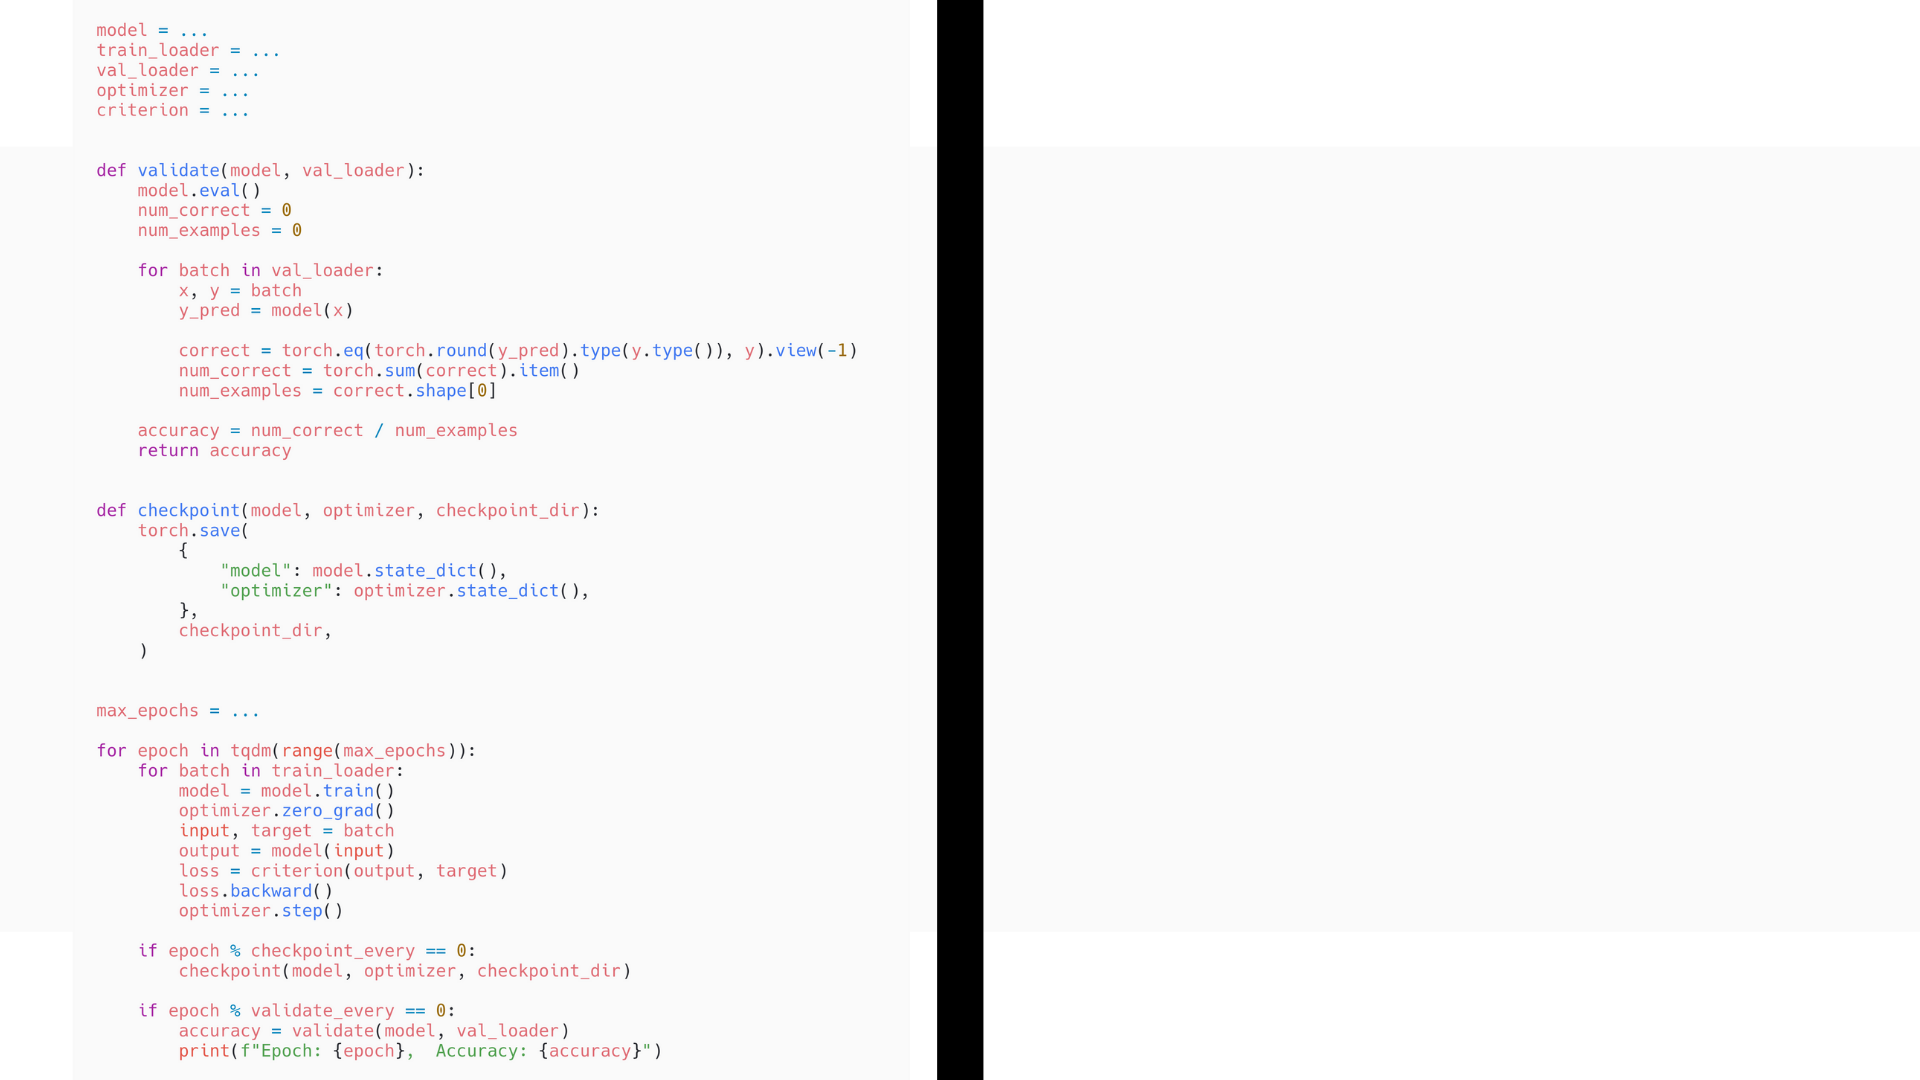 model = ...
train_loader = ...
val_loader = ...
optimizer = ...
criterion = ...
def validate(model, val_loader):
    model.eval()
    num_correct = 0
    num_examples = 0
    for batch in val_loader:
        x, y = batch
        y_pred = model(x)
        correct = torch.eq(torch.round(y_pred).type(y.type()), y).view(-1)
        num_correct = torch.sum(correct).item()
        num_examples = correct.shape[0]
    accuracy = num_correct / num_examples
    return accuracy
def checkpoint(model, optimizer, checkpoint_dir):
    torch.save(
        {
            "model": model.state_dict(),
            "optimizer": optimizer.state_dict(),
        },
        checkpoint_dir,
    )
max_epochs = ...
for epoch in tqdm(range(max_epochs)):
    for batch in train_loader:
        model = model.train()
        optimizer.zero_grad()
        input, target = batch
        output = model(input)
        loss = criterion(output, target)
        loss.backward()
        optimizer.step()
    if epoch % checkpoint_every == 0:
        checkpoint(model, optimizer, checkpoint_dir)
    if epoch % validate_every == 0:
        accuracy = validate(model, val_loader)
        print(f"Epoch: {epoch},  Accuracy: {accuracy}")